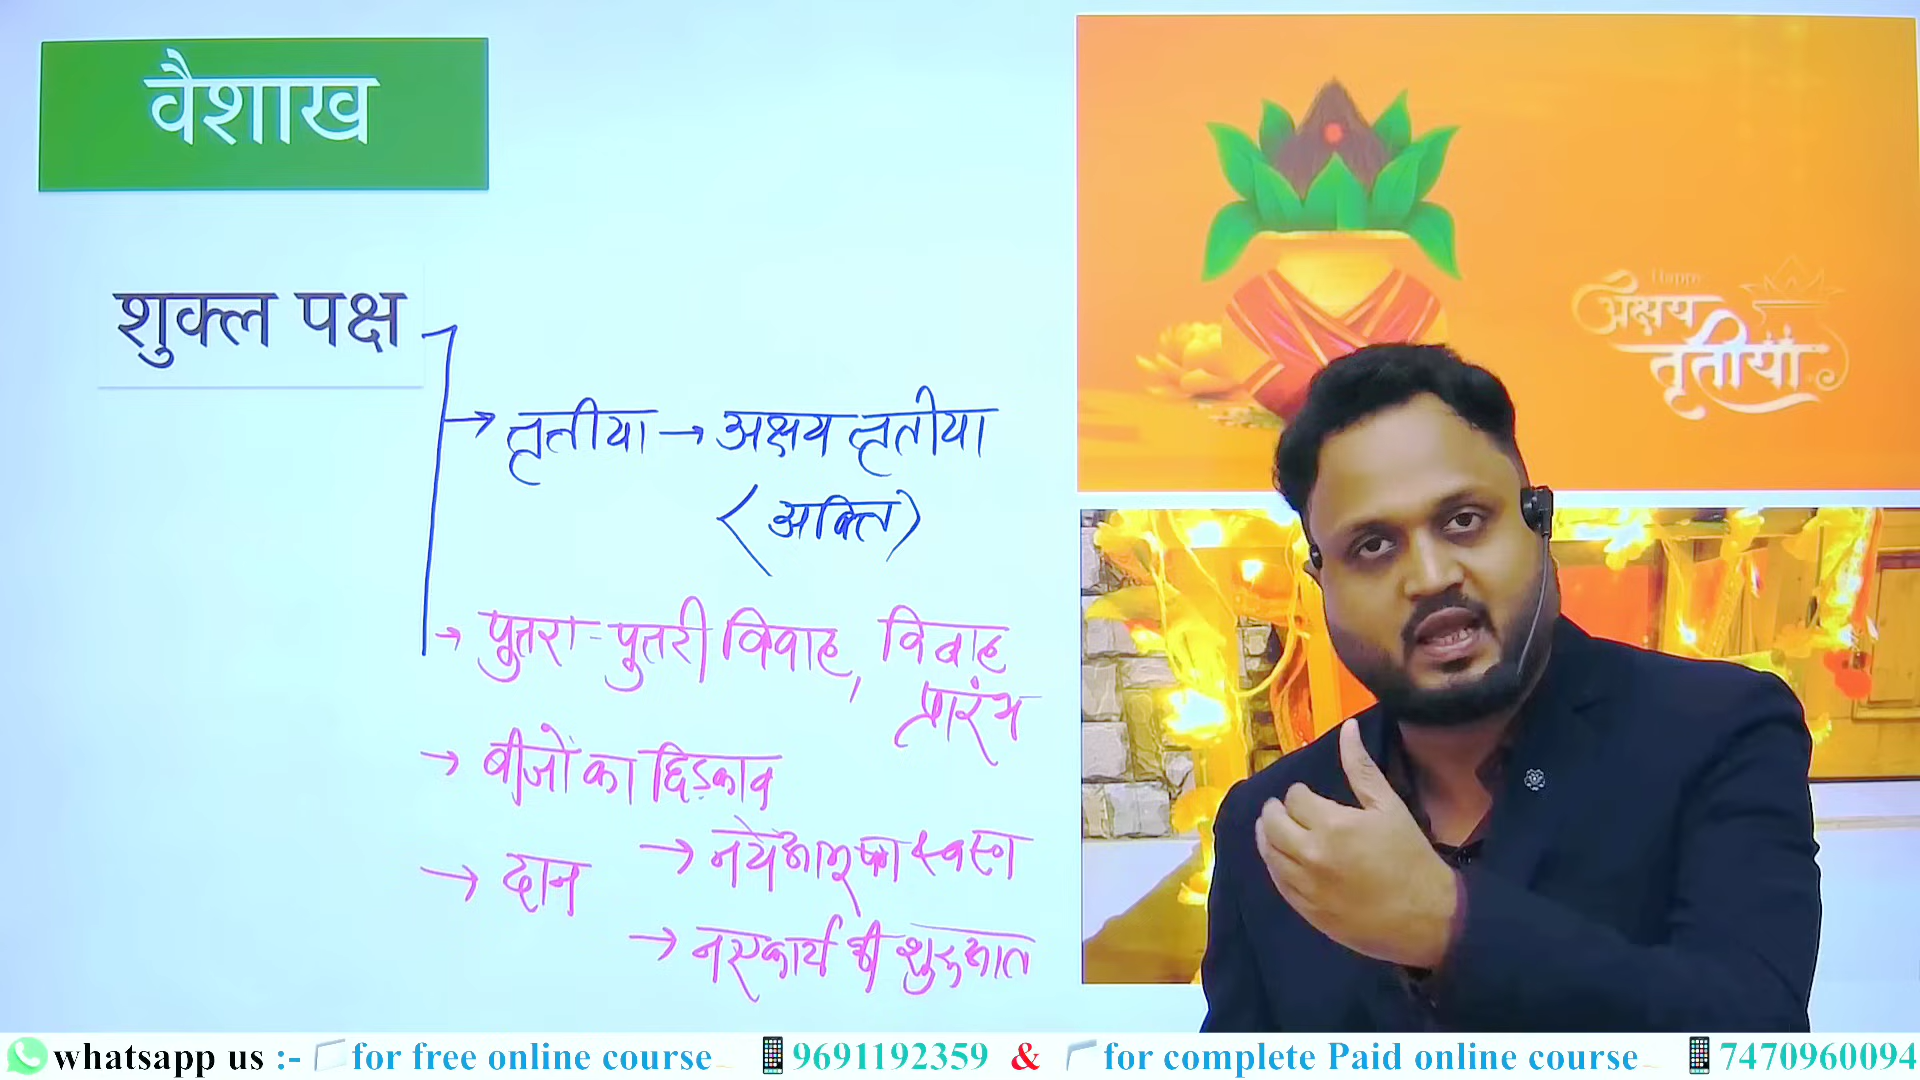 वैशाख
शुक्ल पक्ष
→ तृतीया → अक्षय तृतीया
(अक्ति)
→ पुतरा-पुतरी विवाह, विवाह
प्रारंभ
→ बीजों का छिड़काव
→ दान
→ नये आभूषण
→ नए कार्य की शुरुआत
Happy
अक्षय
तृतीया
whatsapp us :- for free online course 9691192359 & for complete Paid online course 7470960094